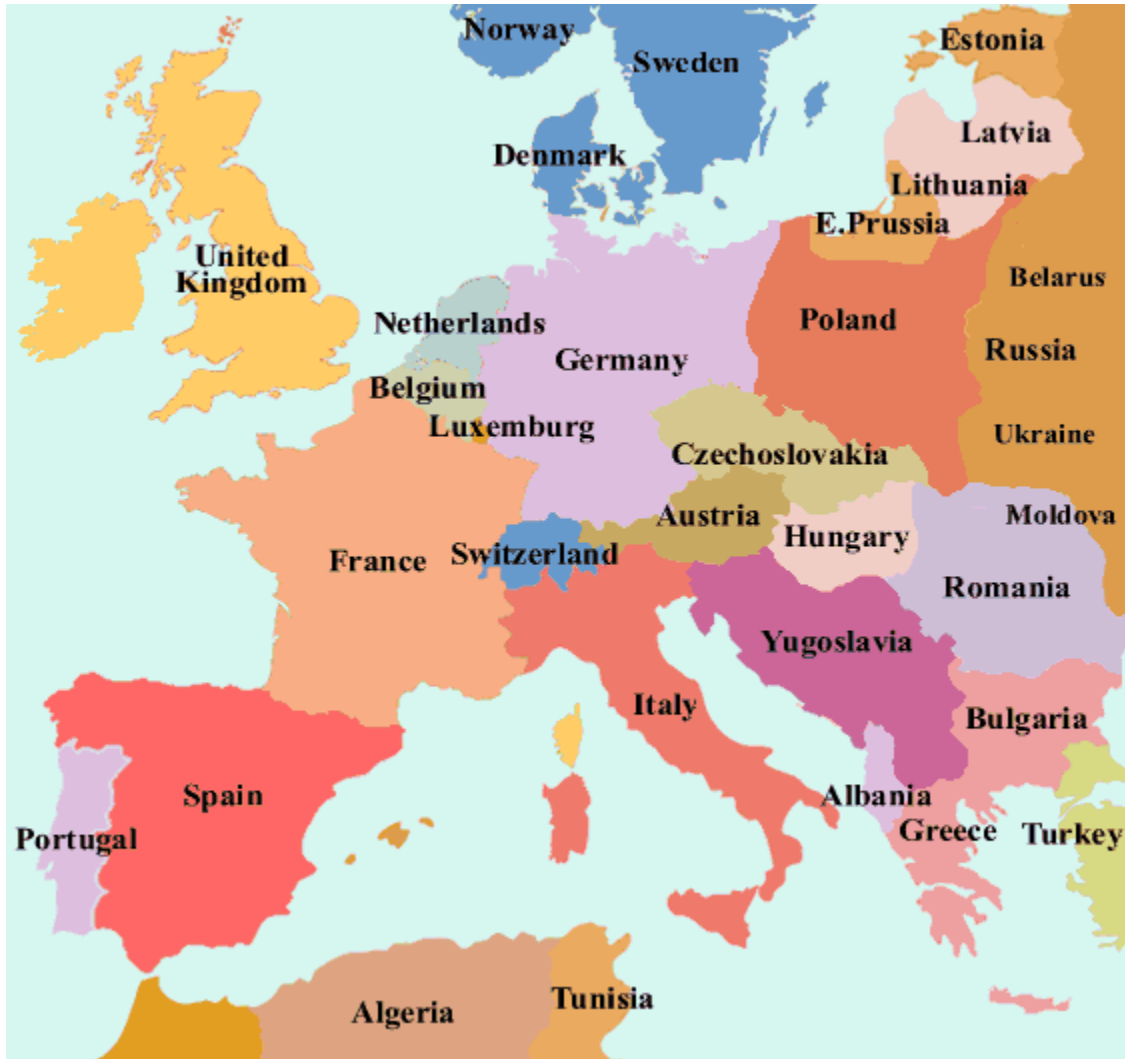 Norway
Sweden
Estonia
Denmark
Latvia
Lithuania
E.Prussia
United
Kingdom
Belarus
Netherlands
Poland
Germany
Russia
Belgium
Luxemburg
Ukraine
Czechoslovakia
Austria
Moldova
Hungary
Switzerland
France
Romania
Yugoslavia
Italy
Bulgaria
Spain
Albania
Portugal
Greece
Turkey
Algeria
Tunisia